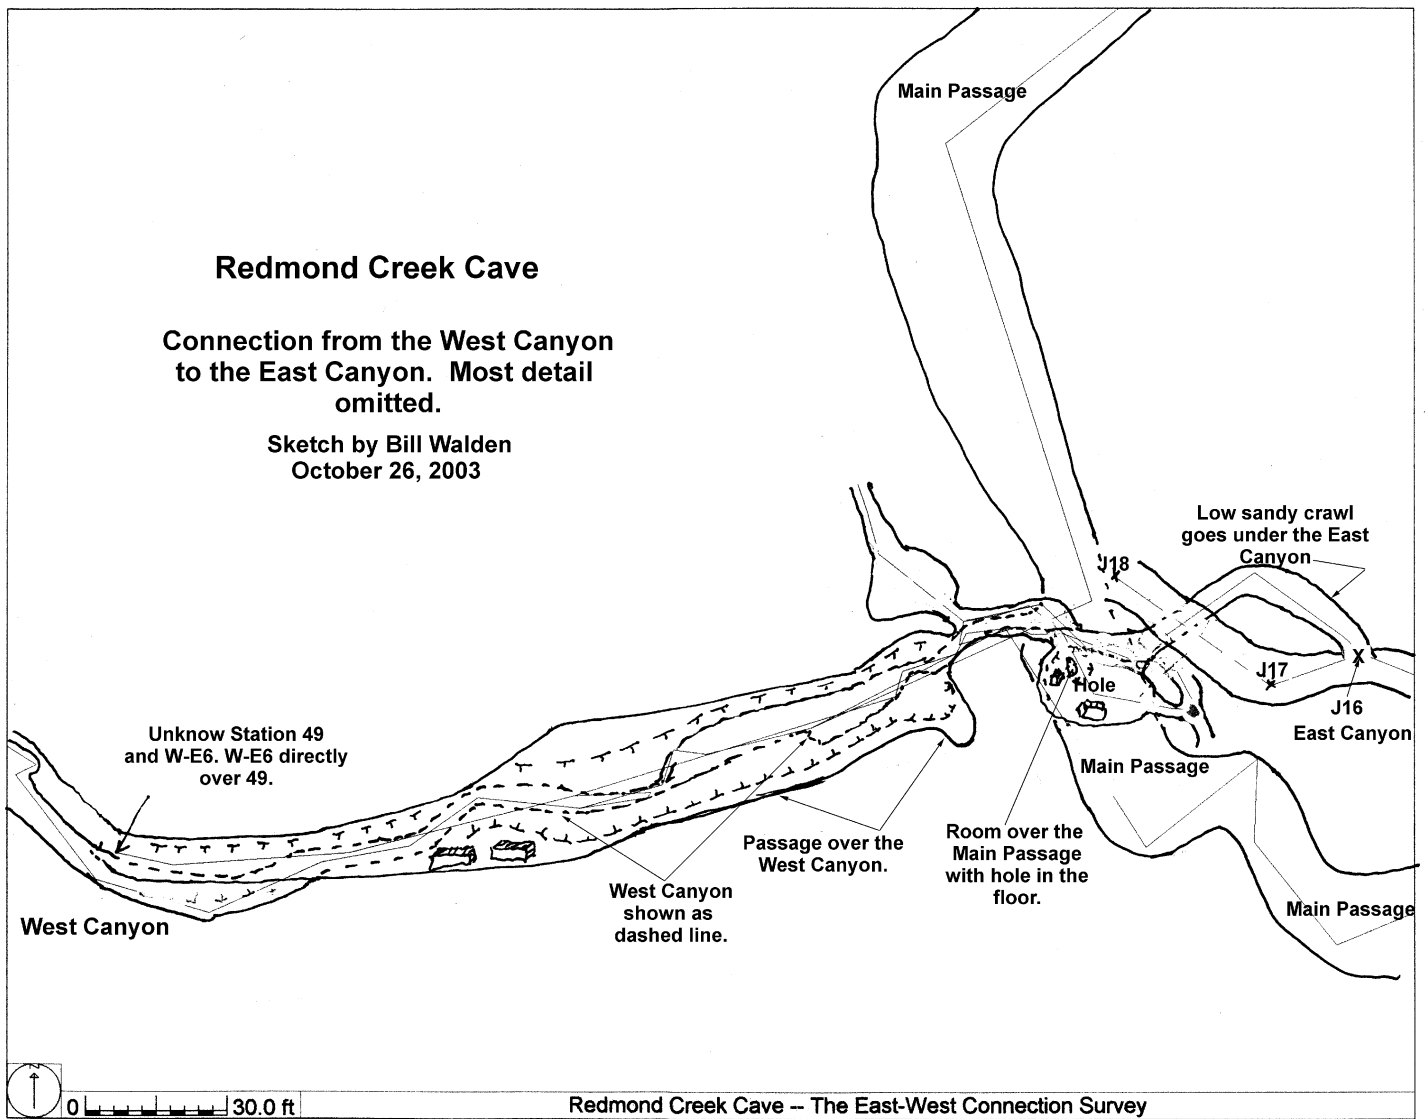 Main Passage
Redmond Creek Cave
Connection from the West Canyon
to the East Canyon. Most detail
omitted.
Sketch by Bill Walden
October 26, 2003
Low sandy crawl
goes under the East
Canyon
J18
J17
J16
East Canyon
Hole
Unknow Station 49
and W-E6. W-E6 directly
over 49.
Main Passage
Passage over the
West Canyon.
Room over the
Main Passage
with hole in the
floor.
West Canyon
shown as
dashed line.
Main Passage
West Canyon
N
0 30.0 ft
Redmond Creek Cave -- The East-West Connection Survey